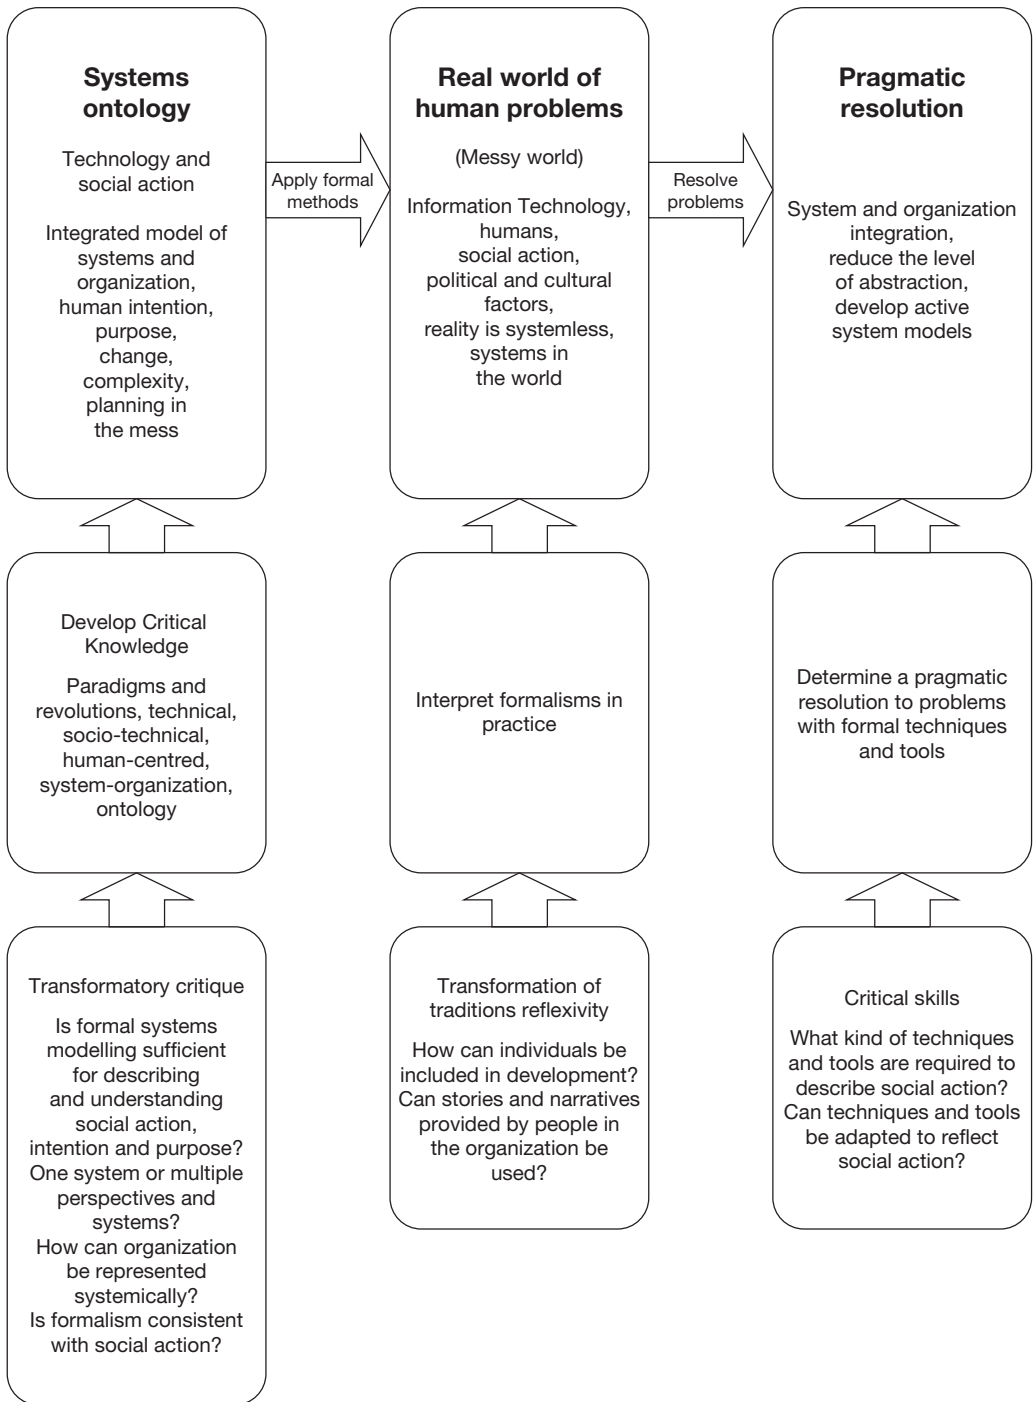 Systems
ontology
Technology and
social action
Integrated model of
systems and
organization,
human intention,
purpose,
change,
complexity,
planning in
the mess
Apply formal
methods
Real world of
human problems
(Messy world)
Information Technology,
humans,
social action,
political and cultural
factors,
reality is systemless,
systems in
the world
Resolve
problems
Pragmatic
resolution
System and organization
integration,
reduce the level
of abstraction,
develop active
system models
Develop Critical
Knowledge
Paradigms and
revolutions, technical,
socio-technical,
human-centred,
system-organization,
ontology
Interpret formalisms in
practice
Determine a pragmatic
resolution to problems
with formal techniques
and tools
Transformatory critique
Is formal systems
modelling sufficient
for describing
and understanding
social action,
intention and purpose?
One system or multiple
perspectives and
systems?
How can organization
be represented
systemically?
Is formalism consistent
with social action?
Transformation of
traditions reflexivity
How can individuals be
included in development?
Can stories and narratives
provided by people in
the organization be
used?
Critical skills
What kind of techniques
and tools are required to
describe social action?
Can techniques and tools
be adapted to reflect
social action?